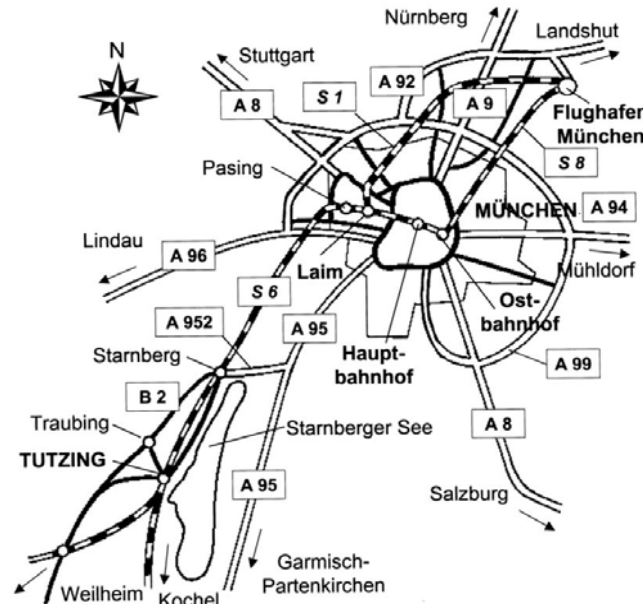 Nürnberg
Landshut
N
Stuttgart
A 92
S 1
A 8
A 9
Flughafen
München
S 8
Pasing
MÜNCHEN
A 94
Lindau
A 96
Laim
Mühldorf
S 6
Ost-
bahnhof
A 952
A 95
Haupt-
bahnhof
Starnberg
A 99
B 2
Traubing
Starnberger See
A 8
TUTZING
A 95
Salzburg
Garmisch-
Partenkirchen
Weilheim
Kochel